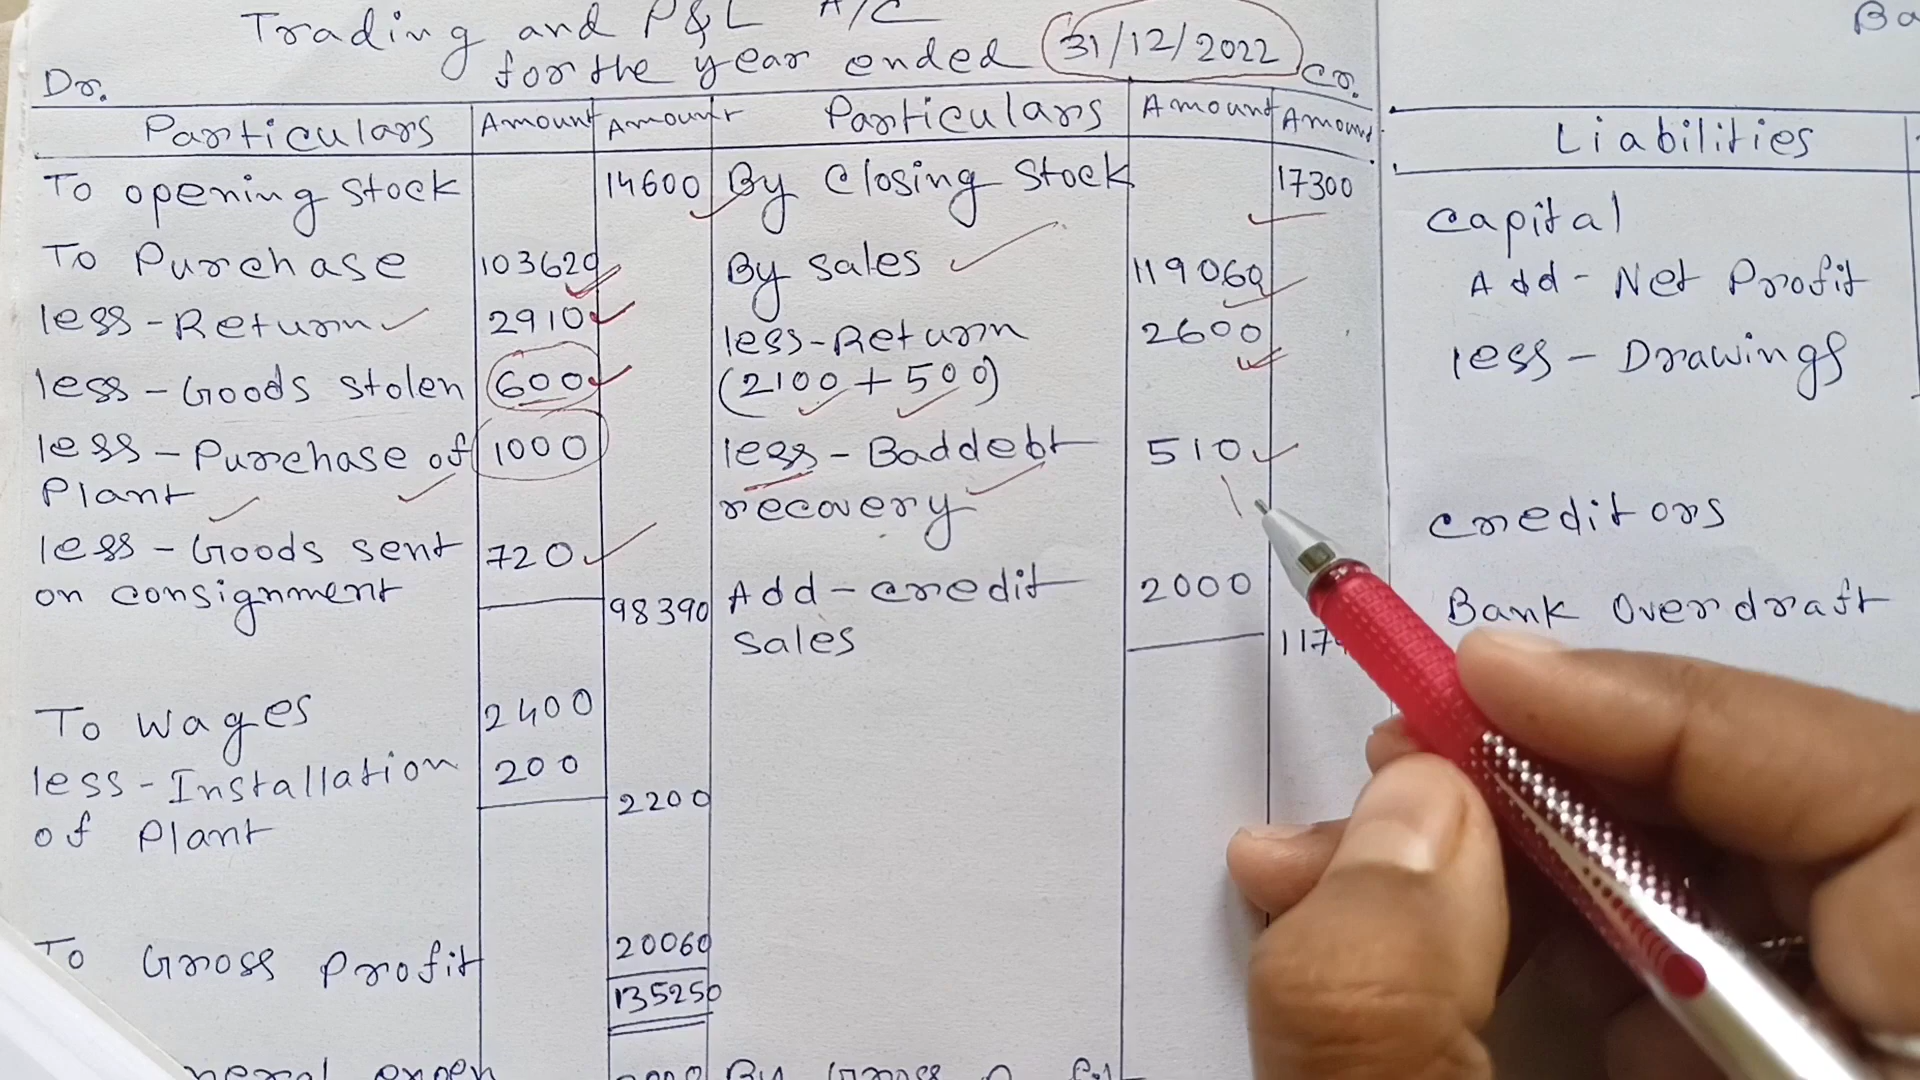 Trading and P&L A/C
for the year ended 31/12/2022
Dr.
Cr.
Particulars Amount Amount Particulars Amount Amount
To opening stock 14600 By Closing Stock 17300
To Purchase 103620 By sales 119060
less-Return 2910 less-Return 2600
less-Goods stolen 600 (2100+500)
less-Purchase of 1000 less-Baddebt 510
Plant recovery
less-Goods sent 720
on consignment 98390 Add-credit 2000
sales 117
To Wages 2400
less-Installation 200
of Plant 2200
To Gross Profit 20060
135250
By Gross
Liabilities
Capital
Add-Net Profit
less-Drawings
creditors
Bank Overdraft